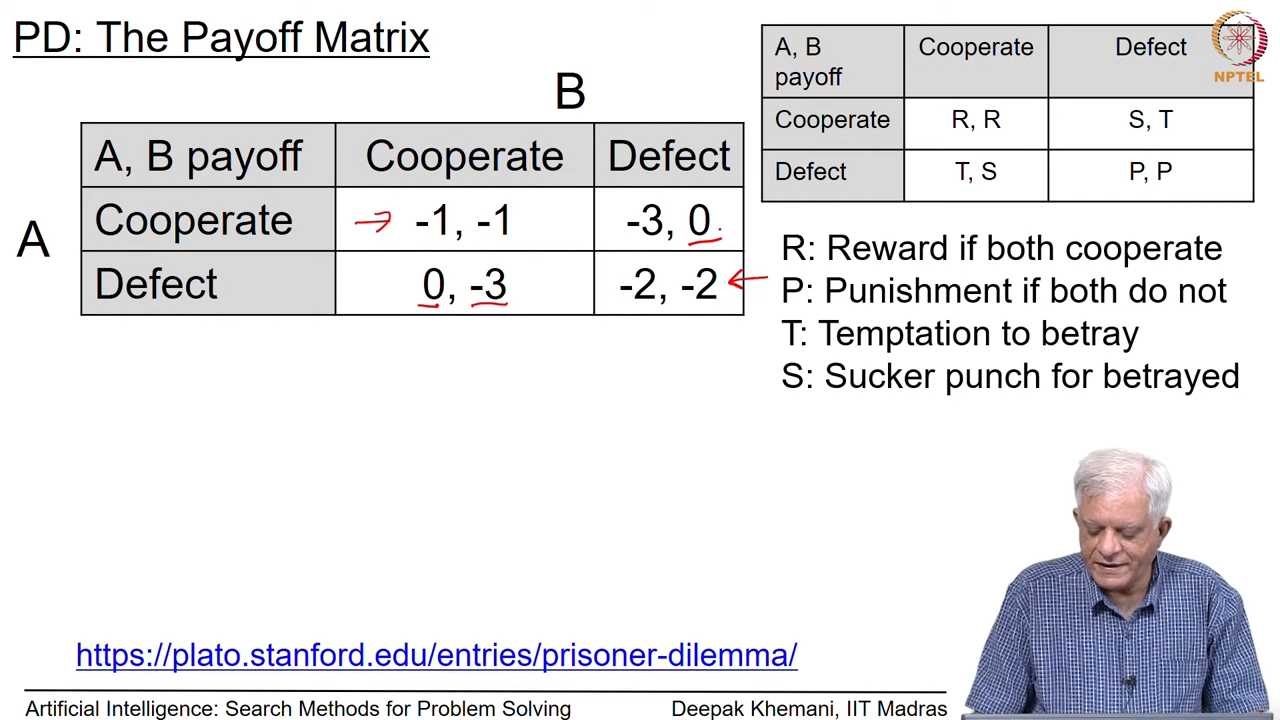 PD: The Payoff Matrix
B
A, B payoff Cooperate Defect
A
Cooperate -1, -1 -3, 0
Defect 0, -3 -2, -2
A, B payoff Cooperate Defect
Cooperate R, R S, T
Defect T, S P, P
NPTEL
R: Reward if both cooperate
P: Punishment if both do not
T: Temptation to betray
S: Sucker punch for betrayed
https://plato.stanford.edu/entries/prisoner-dilemma/
Artificial Intelligence: Search Methods for Problem Solving Deepak Khemani, IIT Madras